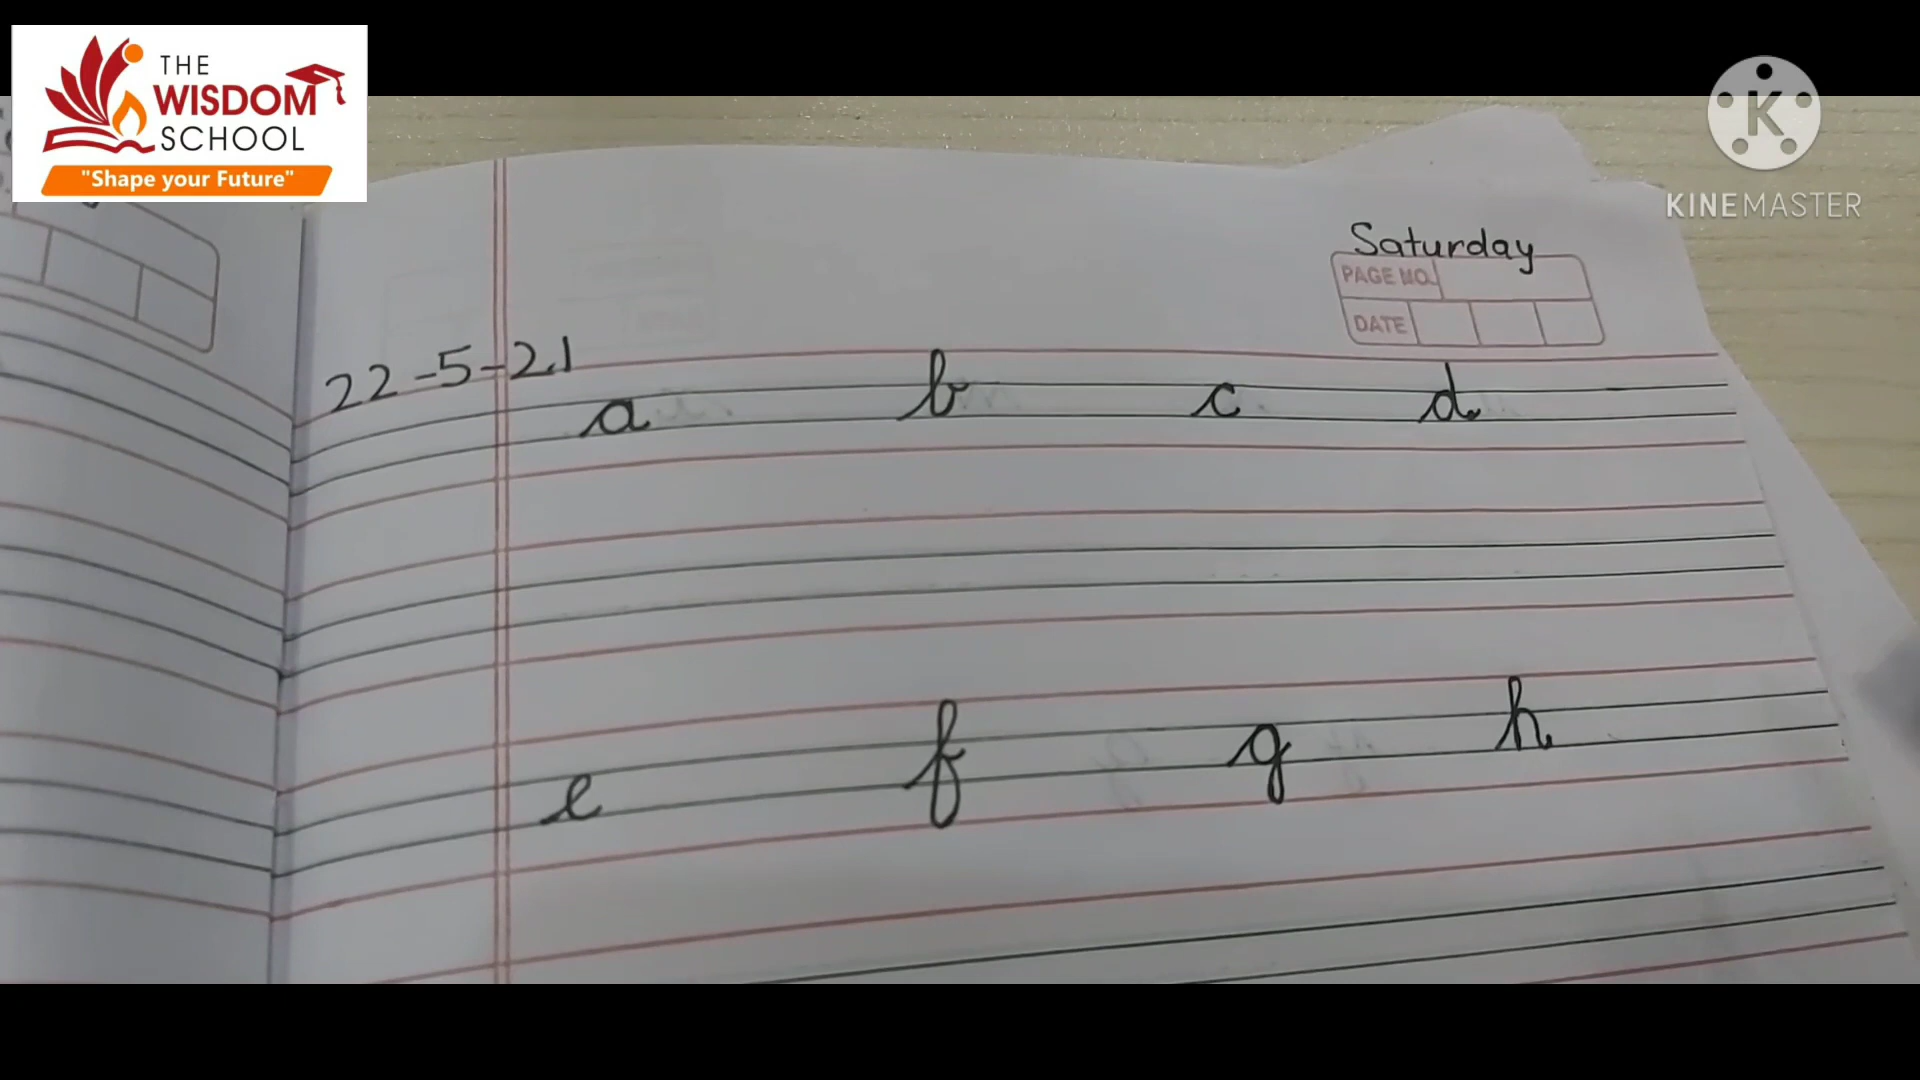 THE
WISDOM
SCHOOL
"Shape your Future"
K
KINEMASTER
Saturday
PAGE NO.
DATE
22-5-21
a b c d
e f g h